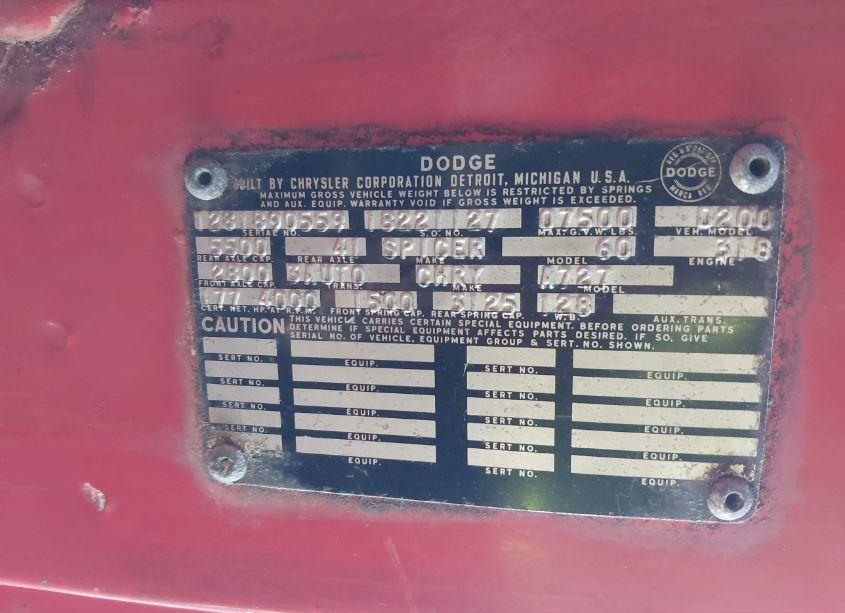 DODGE
BUILT BY CHRYSLER CORPORATION DETROIT, MICHIGAN U.S.A.
MAXIMUM GROSS VEHICLE WEIGHT BELOW IS RESTRICTED BY SPRINGS
AND AUX. EQUIP. WARRANTY VOID IF GROSS WEIGHT IS EXCEEDED.
REG U.S. PAT. OFF.
DODGE
MARCA REG
1281890559 18221127 07500 D200
SERIAL NO. S.O. NO. MAX. G.V.W. LBS. VEH. MODEL
5500 41 SPICER 60 318
REAR AXLE CAP. REAR AXLE MAKE MODEL ENGINE
2800 3AUTO CHRY A727
FRONT AXLE CAP. TRANS. MAKE MODEL
177 4000 1500 3125 128
CERT. NET. HP. AT R.P.M. FRONT SPRING CAP. REAR SPRING CAP. W.B. AUX. TRANS.
CAUTION
THIS VEHICLE CARRIES CERTAIN SPECIAL EQUIPMENT. BEFORE ORDERING PARTS
DETERMINE IF SPECIAL EQUIPMENT AFFECTS PARTS DESIRED. IF SO, GIVE
SERIAL NO. OF VEHICLE, EQUIPMENT GROUP & SERT. NO. SHOWN.
SERT NO. EQUIP. SERT NO. EQUIP.
SERT NO. EQUIP. SERT NO. EQUIP.
SERT NO. EQUIP. SERT NO. EQUIP.
EQUIP. SERT NO. EQUIP.
SERT NO. EQUIP.